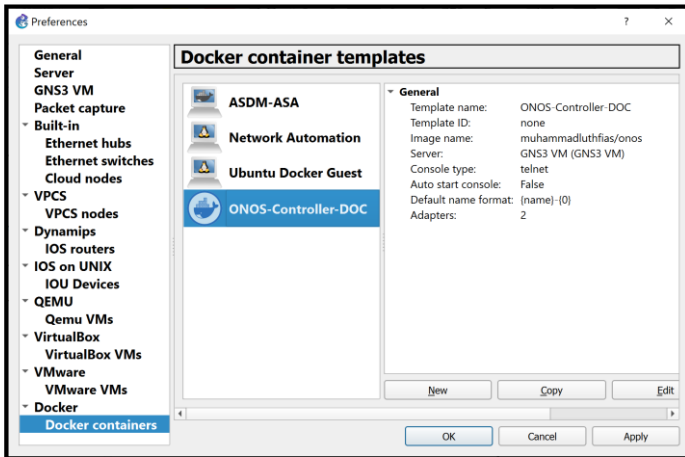 Preferences
?
×
General
Server
GNS3 VM
Packet capture
Built-in
Ethernet hubs
Ethernet switches
Cloud nodes
VPCS
VPCS nodes
Dynamips
IOS routers
IOS on UNIX
IOU Devices
QEMU
Qemu VMs
VirtualBox
VirtualBox VMs
VMware
VMware VMs
Docker
Docker containers
Docker container templates
ASDM-ASA
Network Automation
Ubuntu Docker Guest
ONOS-Controller-DOC
General
Template name: ONOS-Controller-DOC
Template ID: none
Image name: muhammadluthfias/onos
Server: GNS3 VM (GNS3 VM)
Console type: telnet
Auto start console: False
Default name format: {name}-{0}
Adapters: 2
New Copy Edit
OK Cancel Apply